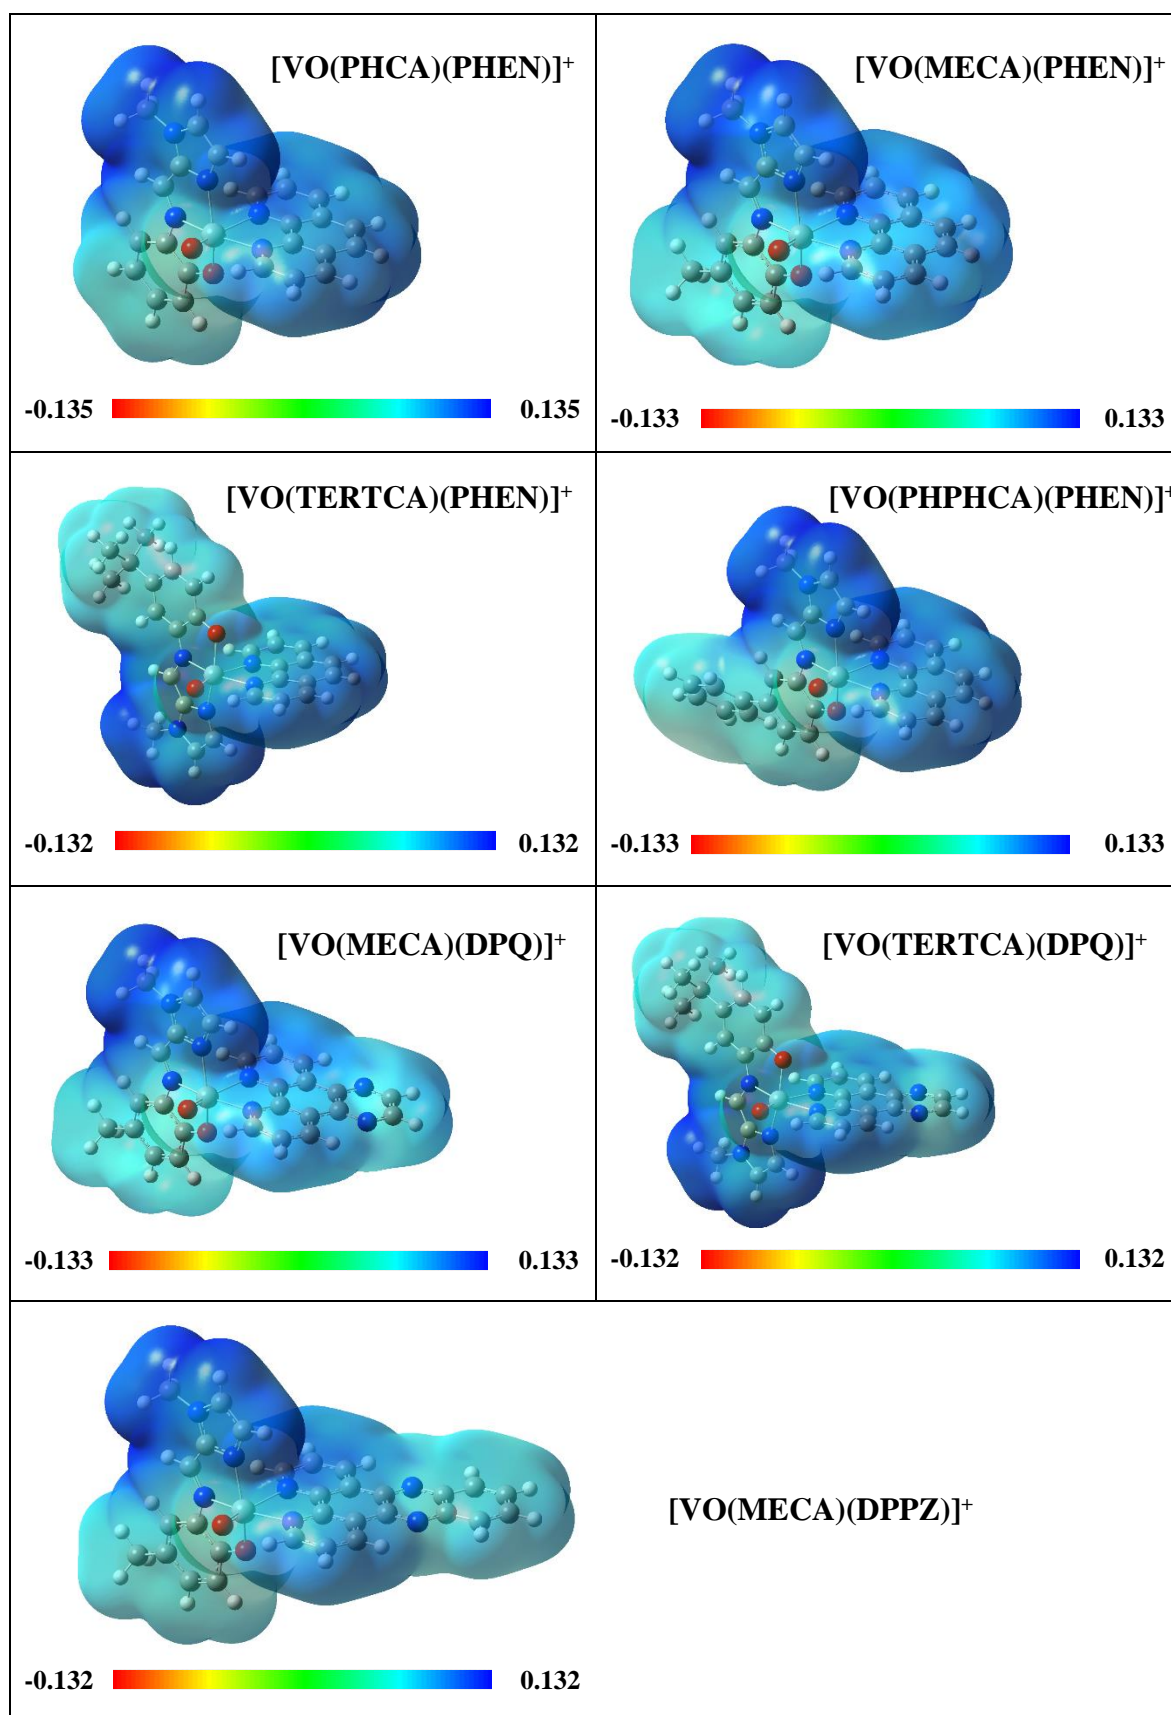 [VO(PHCA)(PHEN)]⁺
-0.135 0.135
[VO(MECA)(PHEN)]⁺
-0.133 0.133
[VO(TERTCA)(PHEN)]⁺
-0.132 0.132
[VO(PHPHCA)(PHEN)]⁺
-0.133 0.133
[VO(MECA)(DPQ)]⁺
-0.133 0.133
[VO(TERTCA)(DPQ)]⁺
-0.132 0.132
[VO(MECA)(DPPZ)]⁺
-0.132 0.132